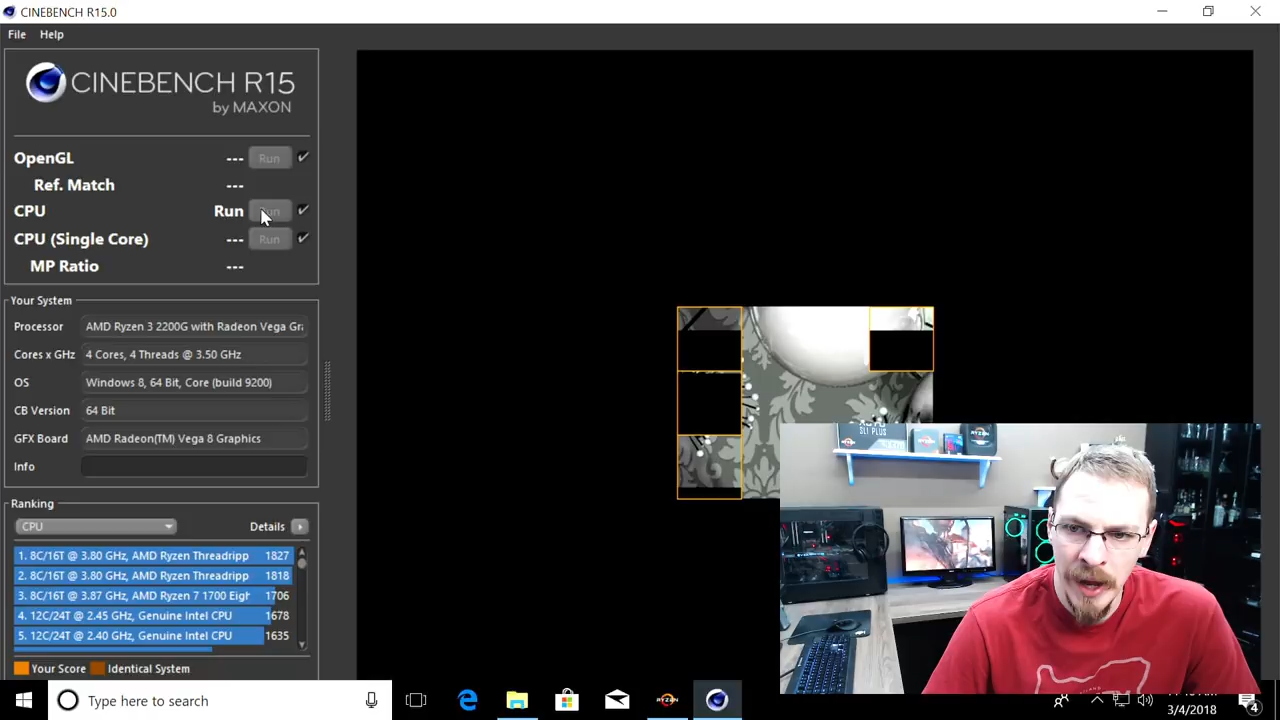 CINEBENCH R15.0
File Help
CINEBENCH R15
by MAXON
OpenGL --- Run
Ref. Match ---
CPU Run
CPU (Single Core) --- Run
MP Ratio ---
Your System
Processor AMD Ryzen 3 2200G with Radeon Vega Gra
Cores x GHz 4 Cores, 4 Threads @ 3.50 GHz
OS Windows 8, 64 Bit, Core (build 9200)
CB Version 64 Bit
GFX Board AMD Radeon(TM) Vega 8 Graphics
Info
Ranking
CPU Details
1. 8C/16T @ 3.80 GHz, AMD Ryzen Threadripp 1827
2. 8C/16T @ 3.80 GHz, AMD Ryzen Threadripp 1818
3. 8C/16T @ 3.87 GHz, AMD Ryzen 7 1700 Eigh 1706
4. 12C/24T @ 2.45 GHz, Genuine Intel CPU 1678
5. 12C/24T @ 2.40 GHz, Genuine Intel CPU 1635
Your Score Identical System
SLI PLUS
RYZEN
Type here to search
RYZEN
3/4/2018
4